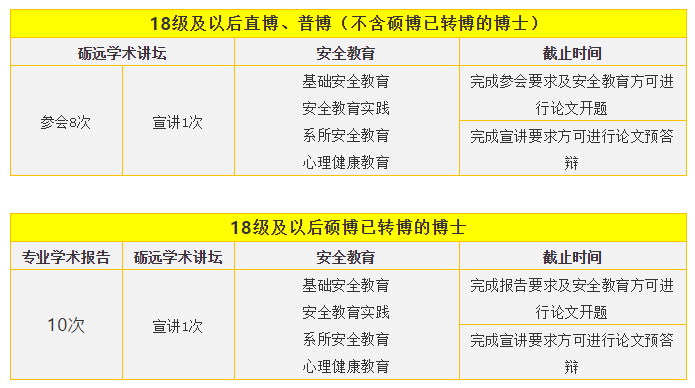 18级及以后直博、普博（不含硕博已转博的博士）
砺远学术讲坛 安全教育 截止时间
参会8次 宣讲1次
基础安全教育
安全教育实践
系所安全教育
心理健康教育
完成参会要求及安全教育方可进
行论文开题
完成宣讲要求方可进行论文预答
辩
18级及以后硕博已转博的博士
专业学术报告 砺远学术讲坛 安全教育 截止时间
10次 宣讲1次
基础安全教育
安全教育实践
系所安全教育
心理健康教育
完成报告要求及安全教育方可进
行论文开题
完成宣讲要求方可进行论文预答
辩